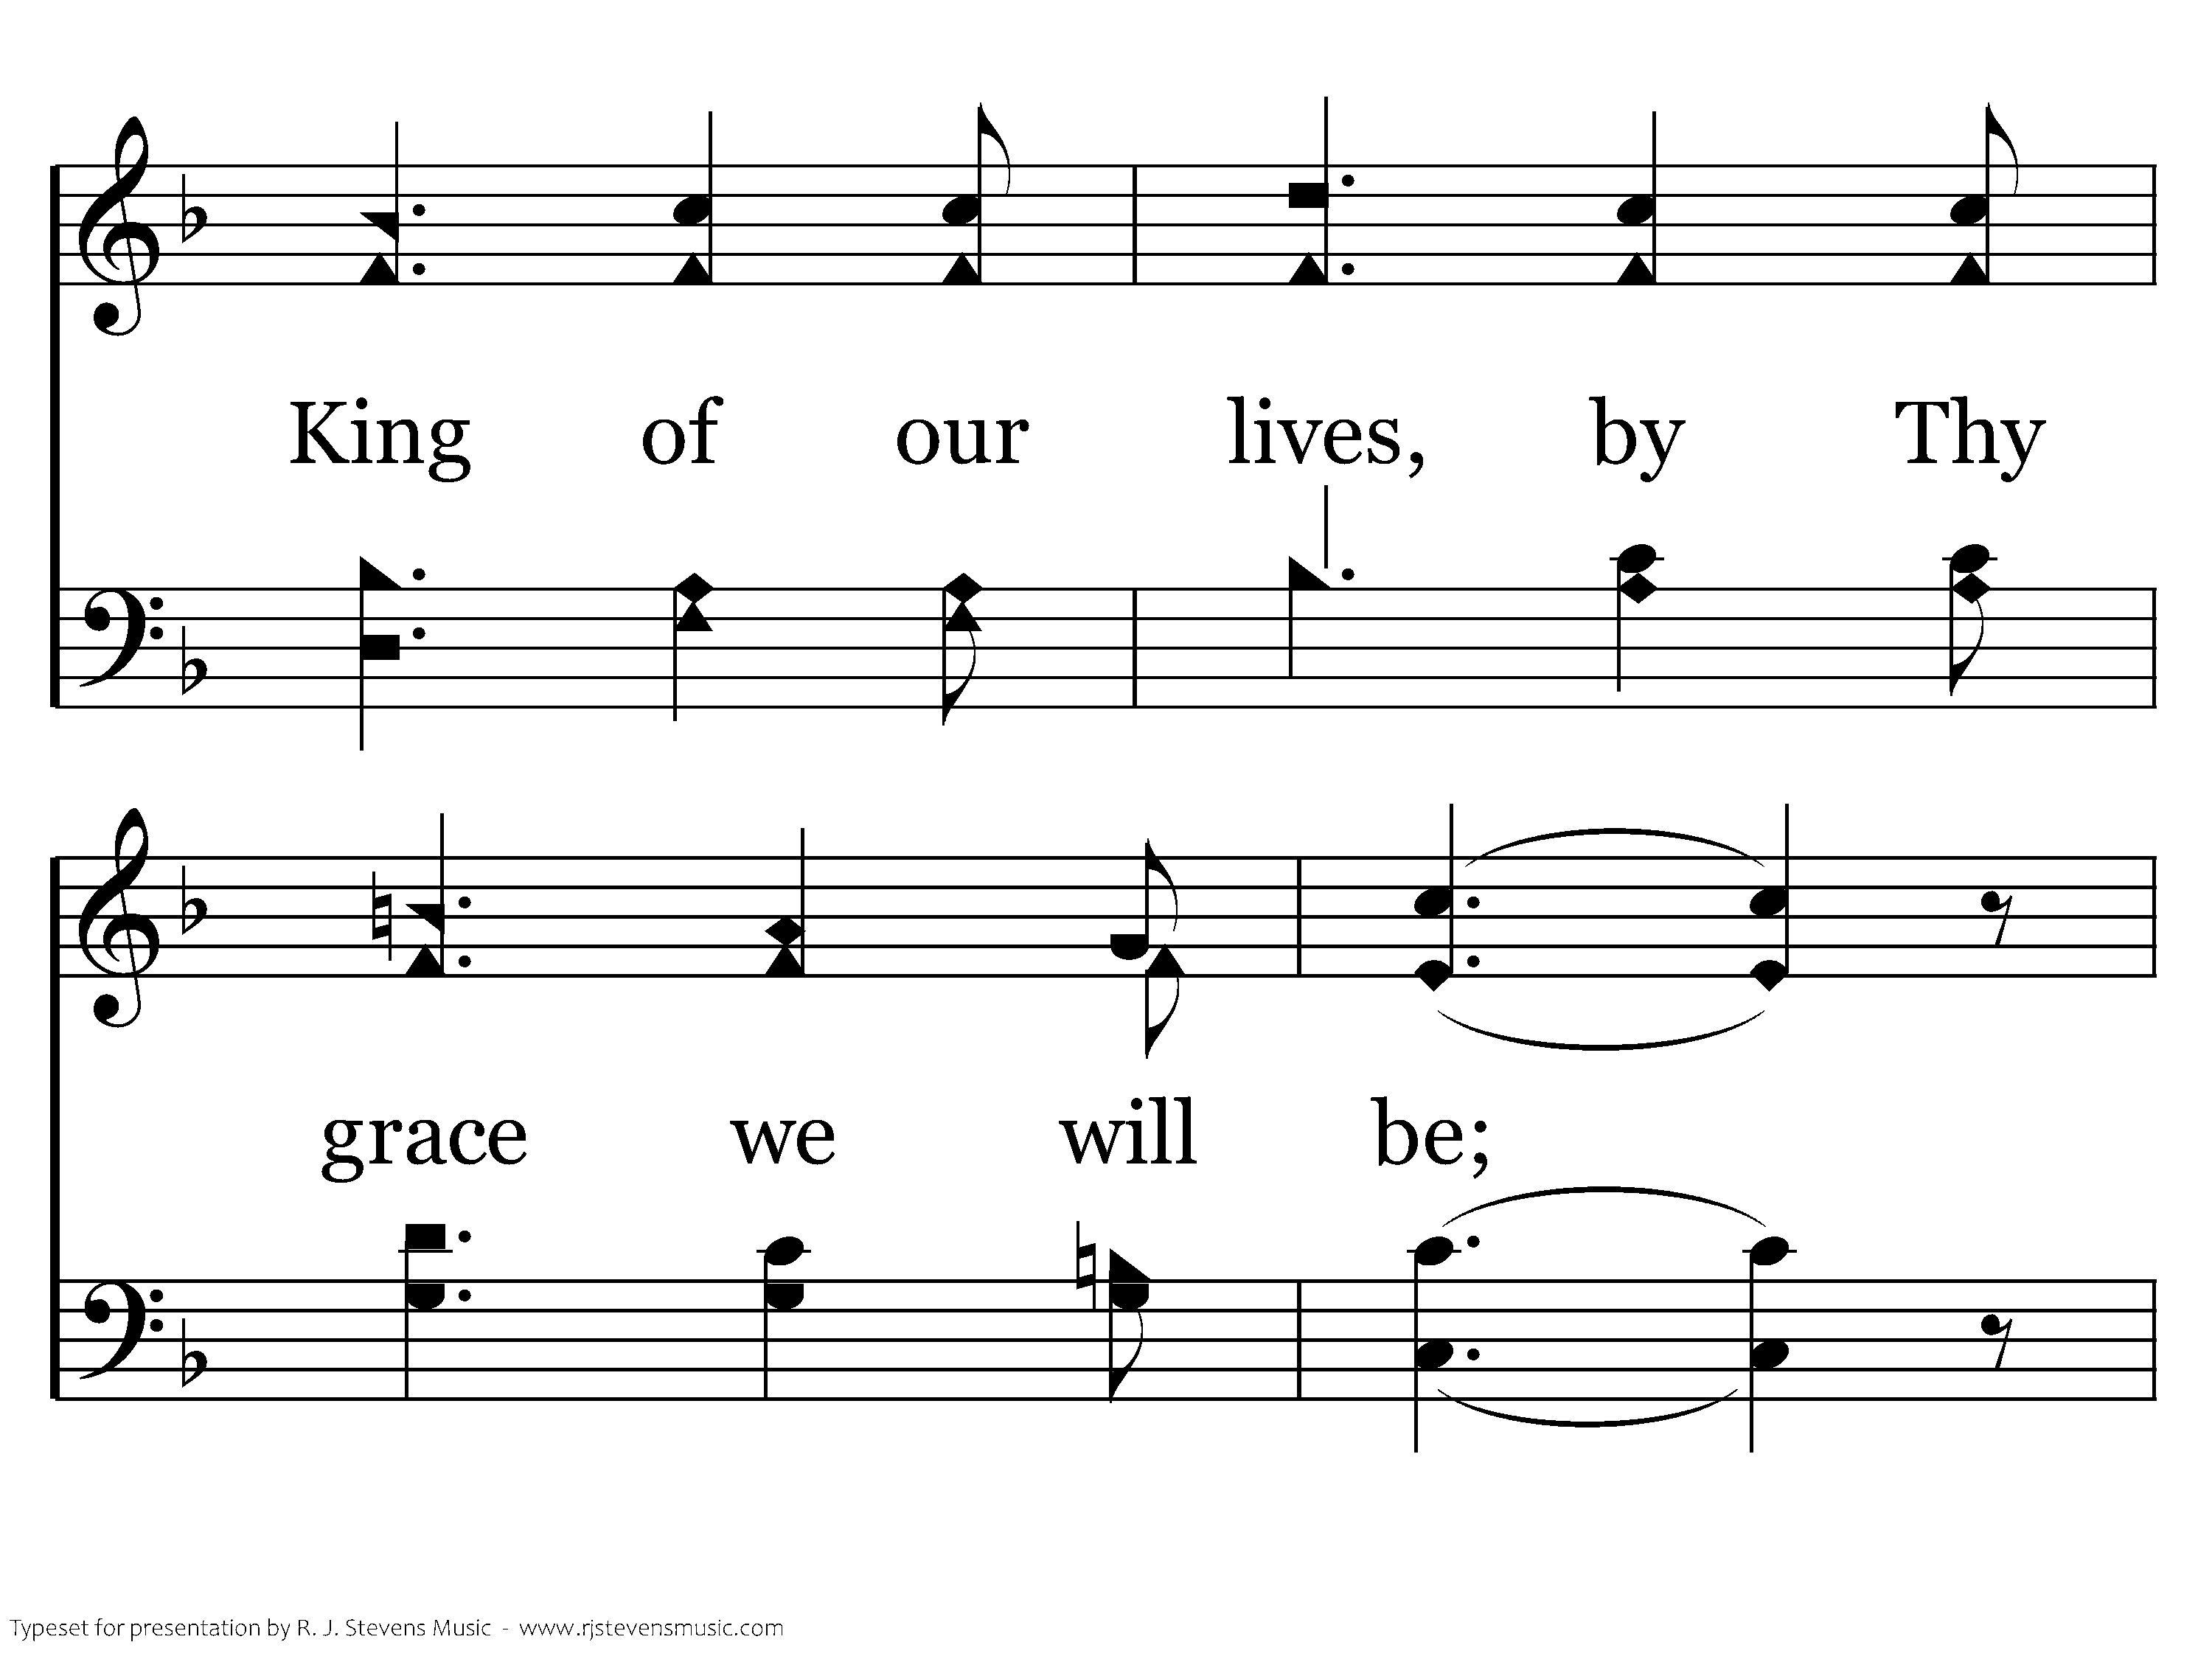 King of our lives, by Thy
grace we will be;
Typeset for presentation by R. J. Stevens Music - www.rjstevensmusic.com